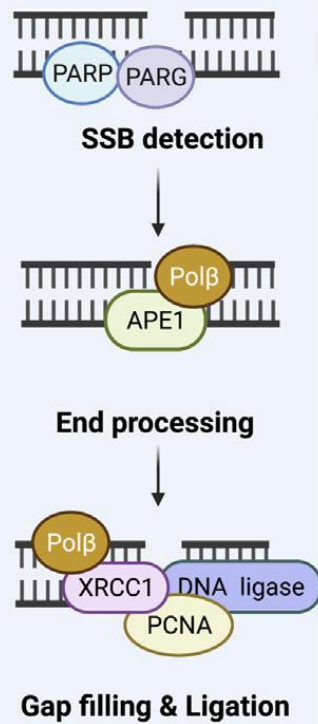 PARP PARG
SSB detection
Polβ
APE1
End processing
Polβ
XRCC1 DNA ligase
PCNA
Gap filling & Ligation